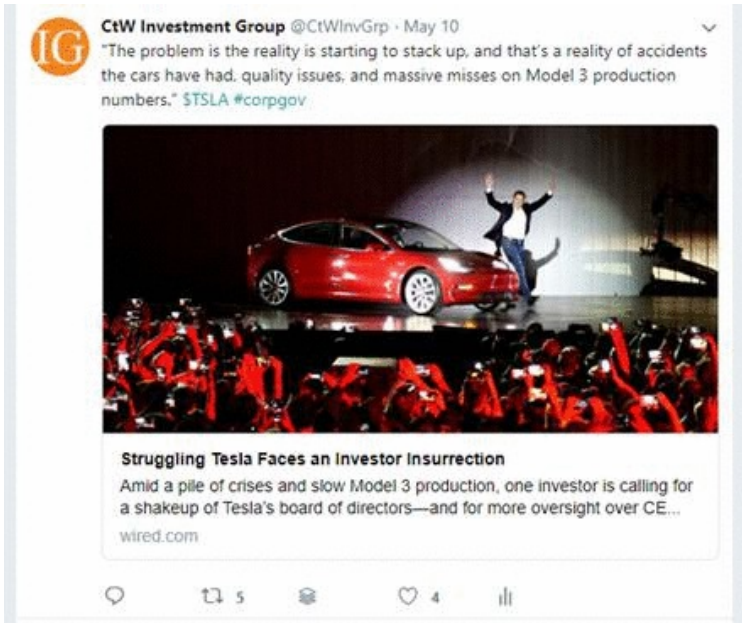 IG
CtW Investment Group @CtWInvGrp · May 10
"The problem is the reality is starting to stack up, and that's a reality of accidents
the cars have had, quality issues, and massive misses on Model 3 production
numbers." $TSLA #corpgov
Struggling Tesla Faces an Investor Insurrection
Amid a pile of crises and slow Model 3 production, one investor is calling for
a shakeup of Tesla's board of directors—and for more oversight over CE...
wired.com
5
4